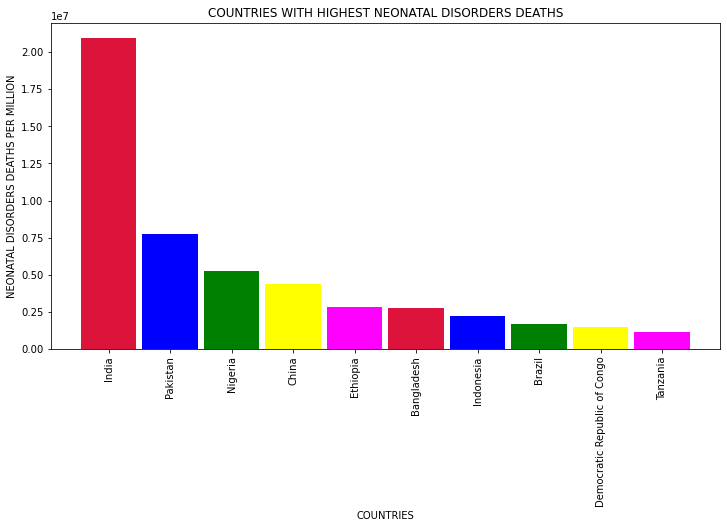 COUNTRIES WITH HIGHEST NEONATAL DISORDERS DEATHS
1e7
NEONATAL DISORDERS DEATHS PER MILLION
2.00
1.75
1.50
1.25
1.00
0.75
0.50
0.25
0.00
India
Pakistan
Nigeria
China
Ethiopia
Bangladesh
Indonesia
Brazil
Democratic Republic of Congo
Tanzania
COUNTRIES